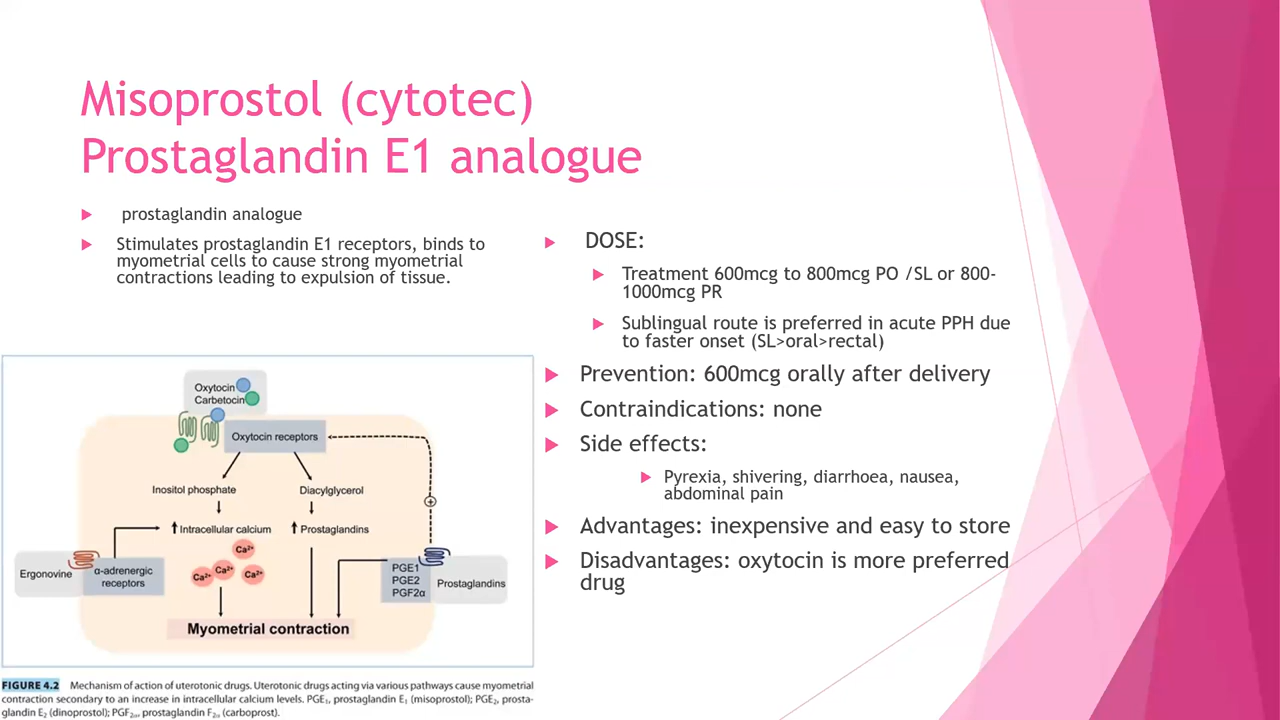 Misoprostol (cytotec)
Prostaglandin E1 analogue
prostaglandin analogue
Stimulates prostaglandin E1 receptors, binds to
myometrial cells to cause strong myometrial
contractions leading to expulsion of tissue.
Oxytocin
Carbetocin
Oxytocin receptors
Inositol phosphate
Diacylglycerol
Intracellular calcium
Prostaglandins
Ca²⁺
Ca²⁺
Ca²⁺
Ca²⁺
Ergonovine
α-adrenergic
receptors
PGE1
PGE2
PGF2α
Prostaglandins
Myometrial contraction
FIGURE 4.2 Mechanism of action of uterotonic drugs. Uterotonic drugs acting via various pathways cause myometrial
contraction secondary to an increase in intracellular calcium levels. PGE₁, prostaglandin E₁ (misoprostol); PGE₂, prosta-
glandin E₂ (dinoprostol); PGF₂α, prostaglandin F₂α (carboprost).
DOSE:
Treatment 600mcg to 800mcg PO /SL or 800-
1000mcg PR
Sublingual route is preferred in acute PPH due
to faster onset (SL>oral>rectal)
Prevention: 600mcg orally after delivery
Contraindications: none
Side effects:
Pyrexia, shivering, diarrhoea, nausea,
abdominal pain
Advantages: inexpensive and easy to store
Disadvantages: oxytocin is more preferred
drug